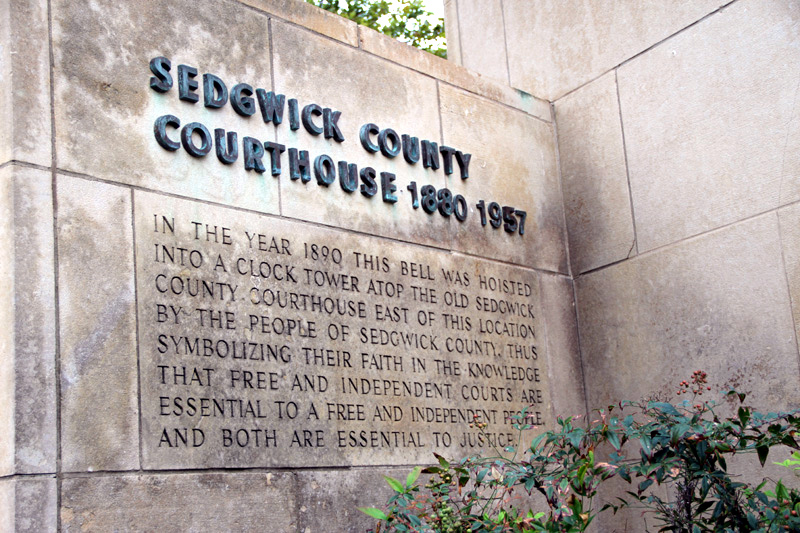 SEDGWICK COUNTY
COURTHOUSE 1880 1957
IN THE YEAR 1890 THIS BELL WAS HOISTED
INTO A CLOCK TOWER ATOP THE OLD SEDGWICK
COUNTY COURTHOUSE EAST OF THIS LOCATION
BY THE PEOPLE OF SEDGWICK COUNTY, THUS
SYMBOLIZING THEIR FAITH IN THE KNOWLEDGE
THAT FREE AND INDEPENDENT COURTS ARE
ESSENTIAL TO A FREE AND INDEPENDENT PEOPLE,
AND BOTH ARE ESSENTIAL TO JUSTICE.